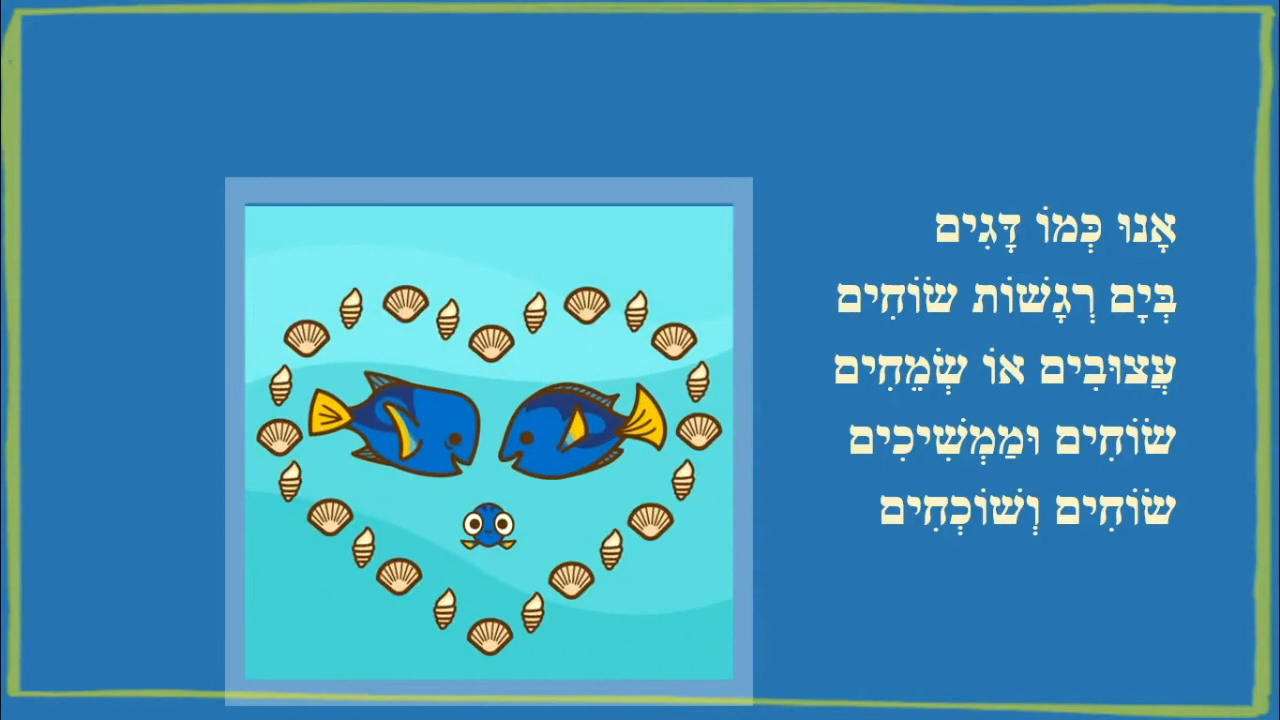 אָנוּ כְּמוֹ דָּגִים
בְּיָם רְגָשׁוֹת שׂוֹחִים
עֲצוּבִים אוֹ שְׂמֵחִים
שׂוֹחִים וּמַמְשִׁיכִים
שׂוֹחִים וְשׁוֹכְחִים